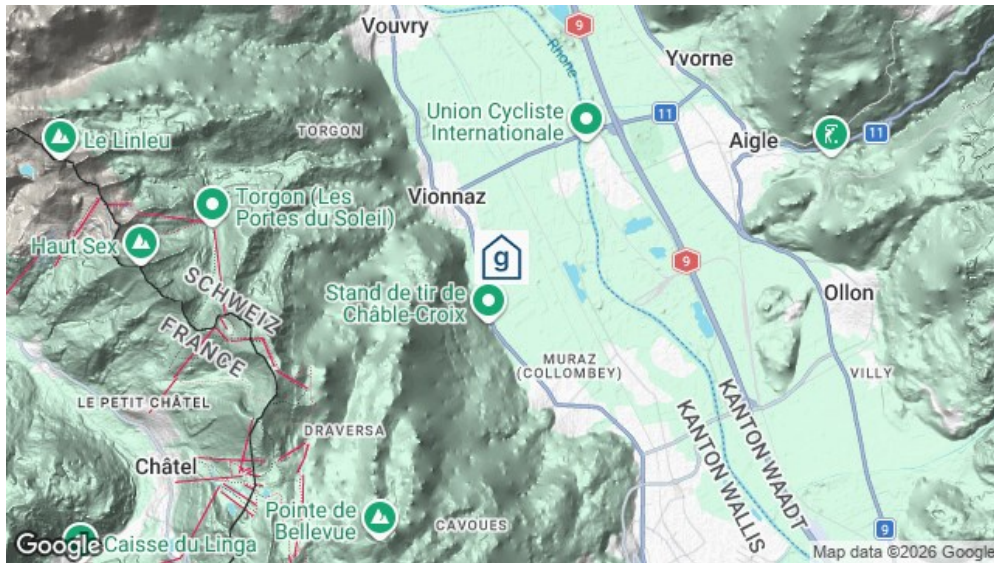 Vouvry
9
Rhone
Yvorne
Union Cycliste
Internationale
11
TORGON
Aigle
11
Le Linleu
Vionnaz
Torgon (Les
Portes du Soleil)
Haut Sex
g
9
SCHWEIZ
FRANCE
Stand de tir de
Châble-Croix
Ollon
MURAZ
(COLLOMBEY)
VILLY
LE PETIT CHÂTEL
KANTON WAADT
KANTON WALLIS
DRAVERSA
Châtel
Pointe de
Bellevue
CAVOUES
9
Google
Caisse du Linga
Map data ©2026 Google